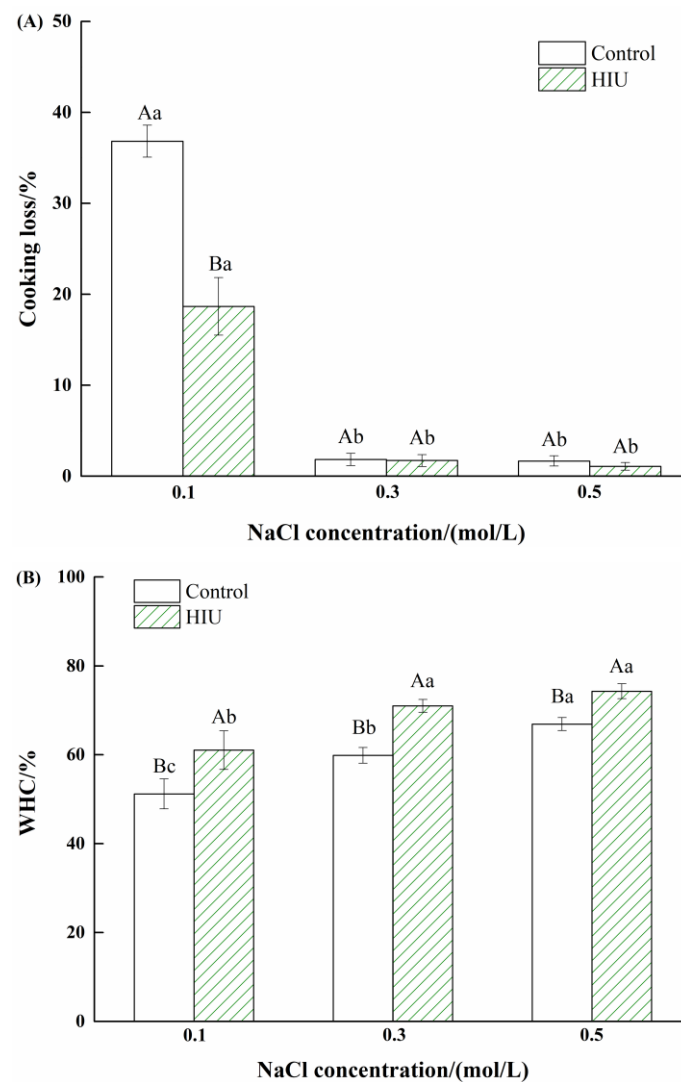 (A)
50
Control
HIU
40
Aa
30
Cooking loss/%
20
Ba
10
Ab Ab Ab Ab
0
0.1 0.3 0.5
NaCl concentration/(mol/L)
(B)
100
Control
HIU
80
Aa
Aa
Ba
Ab
Bb
60
Bc
WHC/%
40
20
0
0.1 0.3 0.5
NaCl concentration/(mol/L)